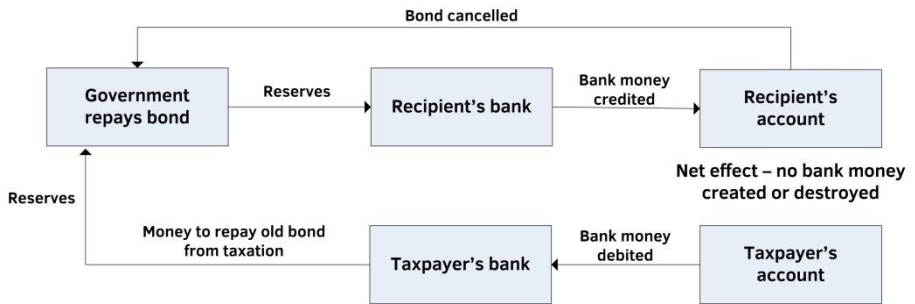 Bond cancelled
Government
repays bond
Reserves
Recipient's bank
Bank money
credited
Recipient's
account
Net effect – no bank money
created or destroyed
Reserves
Money to repay old bond
from taxation
Taxpayer's bank
Bank money
debited
Taxpayer's
account